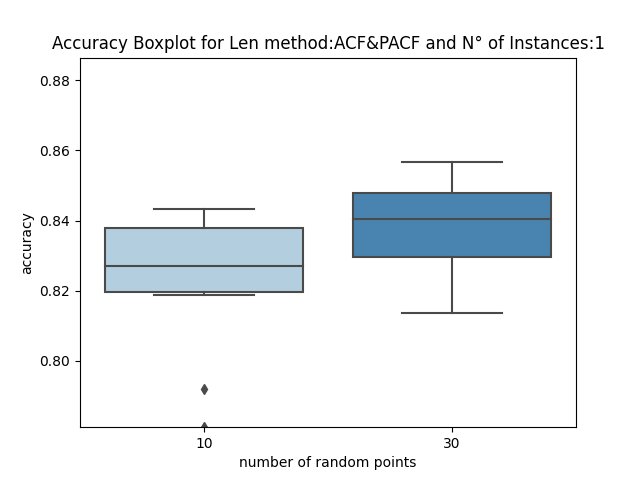 Accuracy Boxplot for Len method:ACF&PACF and N° of Instances:1
0.88
0.86
0.84
0.82
0.80
accuracy
10
30
number of random points